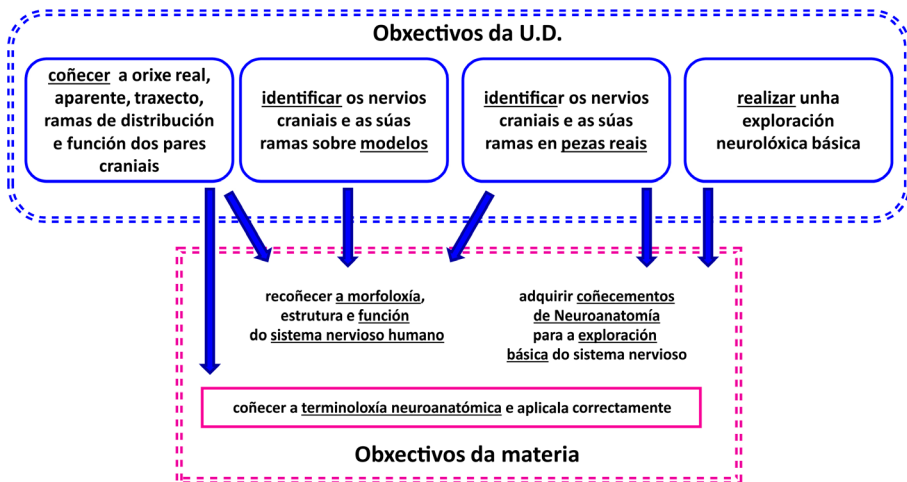 Obxectivos da U.D.
coñecer a orixe real,
aparente, traxecto,
ramas de distribución
e función dos pares
craniais
identificar os nervios
craniais e as súas
ramas sobre modelos
identificar os nervios
craniais e as súas
ramas en pezas reais
realizar unha
exploración
neurolóxica básica
recoñecer a morfoloxía,
estrutura e función
do sistema nervioso humano
adquirir coñecementos
de Neuroanatomía
para a exploración
básica do sistema nervioso
coñecer a terminoloxía neuroanatómica e aplicala correctamente
Obxectivos da materia